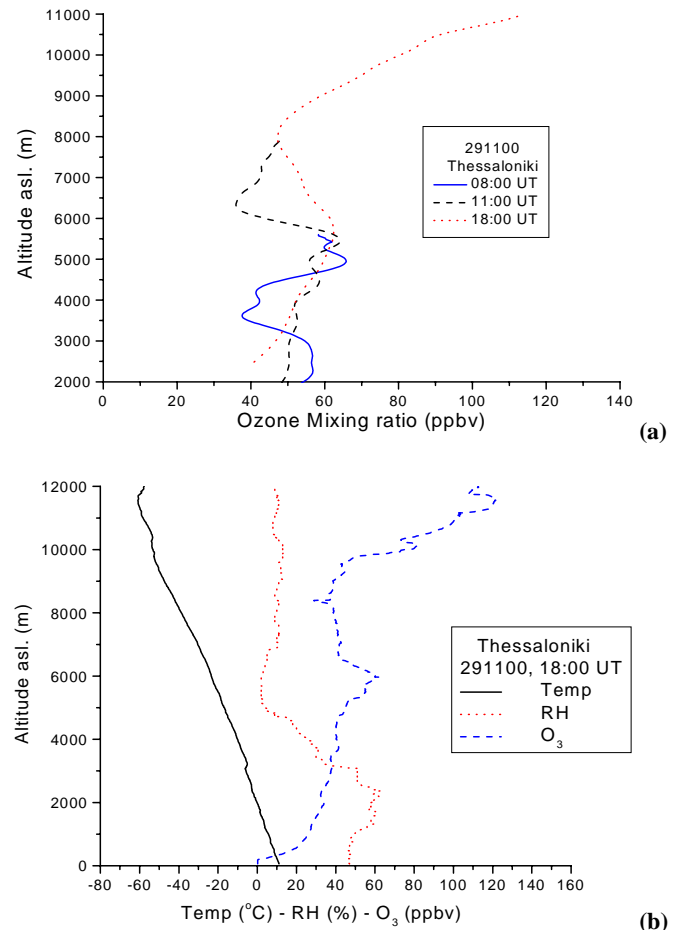 11000
10000
9000
8000
7000
6000
5000
4000
3000
2000
Altitude asl. (m)
291100
Thessaloniki
08:00 UT
11:00 UT
18:00 UT
0 20 40 60 80 100 120 140
Ozone Mixing ratio (ppbv)
(a)
12000
10000
8000
6000
4000
2000
0
Altitude asl. (m)
Thessaloniki
291100, 18:00 UT
Temp
RH
O₃
-80 -60 -40 -20 0 20 40 60 80 100 120 140 160
Temp (°C) - RH (%) - O₃ (ppbv)
(b)